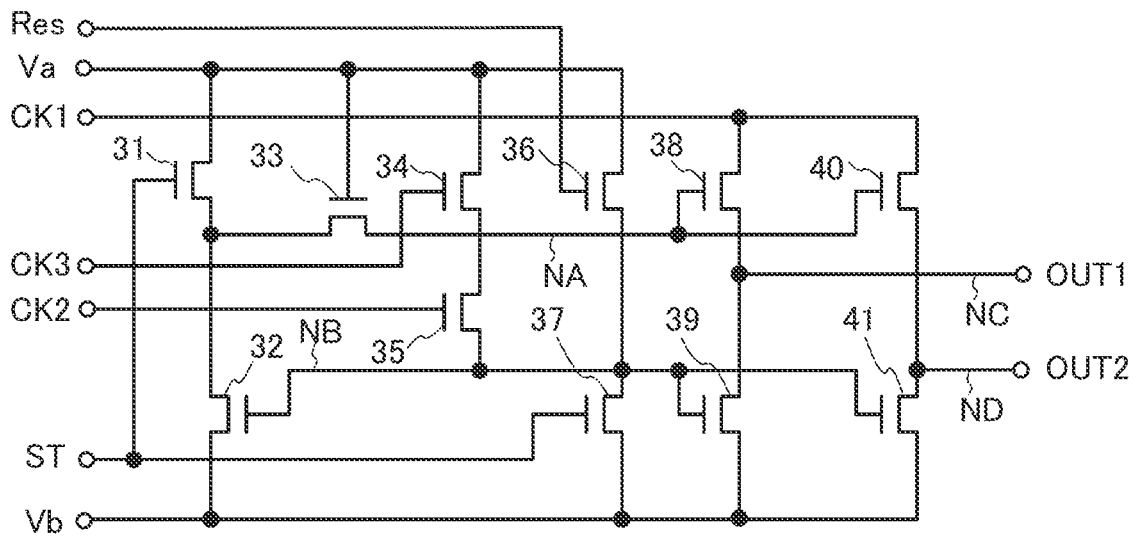 Res
Va
CK1
31
33
34
36
38
40
CK3
NA
OUT1
CK2
NC
37
39
41
32
NB
35
OUT2
ND
ST
Vb